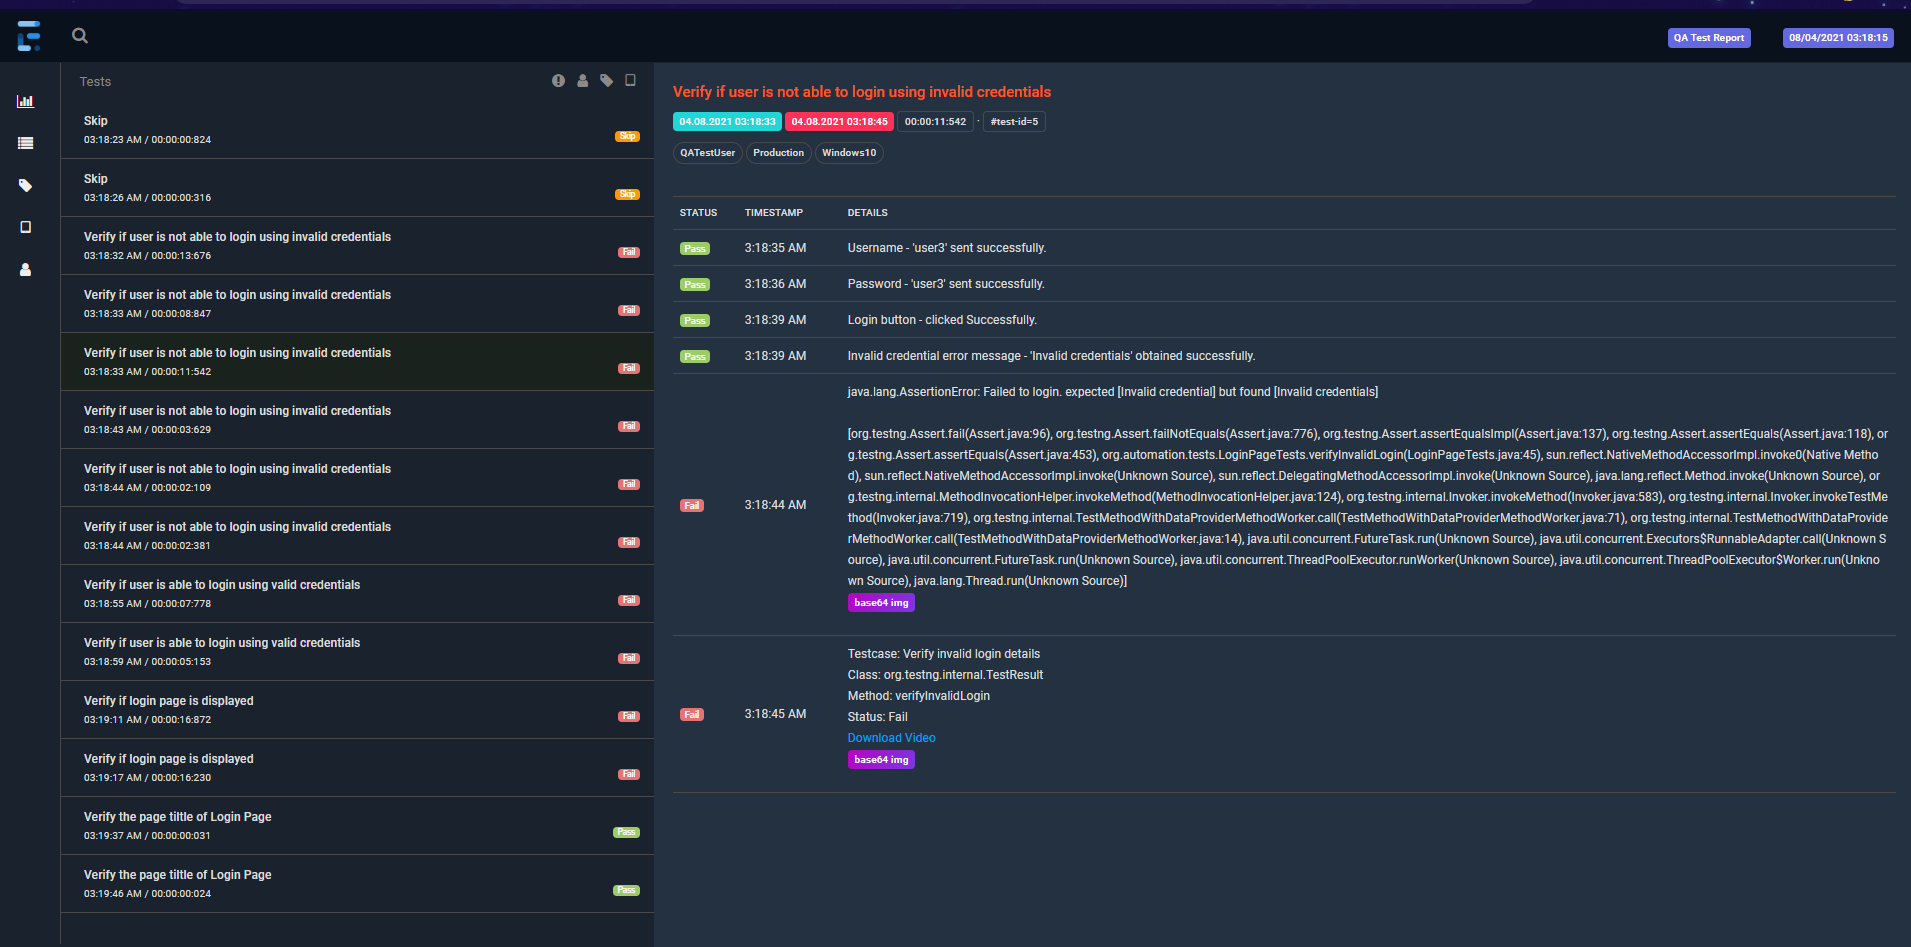 QA Test Report
08/04/2021 03:18:15
Tests
Skip
03:18:23 AM / 00:00:00:824
Skip
Skip
03:18:26 AM / 00:00:00:316
Skip
Verify if user is not able to login using invalid credentials
03:18:32 AM / 00:00:13:676
Fail
Verify if user is not able to login using invalid credentials
03:18:33 AM / 00:00:08:847
Fail
Verify if user is not able to login using invalid credentials
03:18:33 AM / 00:00:11:542
Fail
Verify if user is not able to login using invalid credentials
03:18:43 AM / 00:00:03:629
Fail
Verify if user is not able to login using invalid credentials
03:18:44 AM / 00:00:02:109
Fail
Verify if user is not able to login using invalid credentials
03:18:44 AM / 00:00:02:381
Fail
Verify if user is able to login using valid credentials
03:18:55 AM / 00:00:07:778
Fail
Verify if user is able to login using valid credentials
03:18:59 AM / 00:00:05:153
Fail
Verify if login page is displayed
03:19:11 AM / 00:00:16:872
Fail
Verify if login page is displayed
03:19:17 AM / 00:00:16:230
Fail
Verify the page tiltle of Login Page
03:19:37 AM / 00:00:00:031
Pass
Verify the page tiltle of Login Page
03:19:46 AM / 00:00:00:024
Pass
Verify if user is not able to login using invalid credentials
04.08.2021 03:18:33 04.08.2021 03:18:45 00:00:11:542 · #test-id=5
QATestUser Production Windows10
STATUS TIMESTAMP DETAILS
Pass 3:18:35 AM Username - 'user3' sent successfully.
Pass 3:18:36 AM Password - 'user3' sent successfully.
Pass 3:18:39 AM Login button - clicked Successfully.
Pass 3:18:39 AM Invalid credential error message - 'Invalid credentials' obtained successfully.
Fail 3:18:44 AM
java.lang.AssertionError: Failed to login. expected [Invalid credential] but found [Invalid credentials]
[org.testng.Assert.fail(Assert.java:96), org.testng.Assert.failNotEquals(Assert.java:776), org.testng.Assert.assertEqualsImpl(Assert.java:137), org.testng.Assert.assertEquals(Assert.java:118), or
g.testng.Assert.assertEquals(Assert.java:453), org.automation.tests.LoginPageTests.verifyInvalidLogin(LoginPageTests.java:45), sun.reflect.NativeMethodAccessorImpl.invoke0(Native Metho
d), sun.reflect.NativeMethodAccessorImpl.invoke(Unknown Source), sun.reflect.DelegatingMethodAccessorImpl.invoke(Unknown Source), java.lang.reflect.Method.invoke(Unknown Source), or
g.testng.internal.MethodInvocationHelper.invokeMethod(MethodInvocationHelper.java:124), org.testng.internal.Invoker.invokeMethod(Invoker.java:583), org.testng.internal.Invoker.invokeTestMe
thod(Invoker.java:719), org.testng.internal.TestMethodWithDataProviderMethodWorker.call(TestMethodWithDataProviderMethodWorker.java:71), org.testng.internal.TestMethodWithDataProvide
rMethodWorker.call(TestMethodWithDataProviderMethodWorker.java:14), java.util.concurrent.FutureTask.run(Unknown Source), java.util.concurrent.Executors$RunnableAdapter.call(Unknown S
ource), java.util.concurrent.FutureTask.run(Unknown Source), java.util.concurrent.ThreadPoolExecutor.runWorker(Unknown Source), java.util.concurrent.ThreadPoolExecutor$Worker.run(Unkno
wn Source), java.lang.Thread.run(Unknown Source)]
base64 img
Fail 3:18:45 AM
Testcase: Verify invalid login details
Class: org.testng.internal.TestResult
Method: verifyInvalidLogin
Status: Fail
Download Video
base64 img